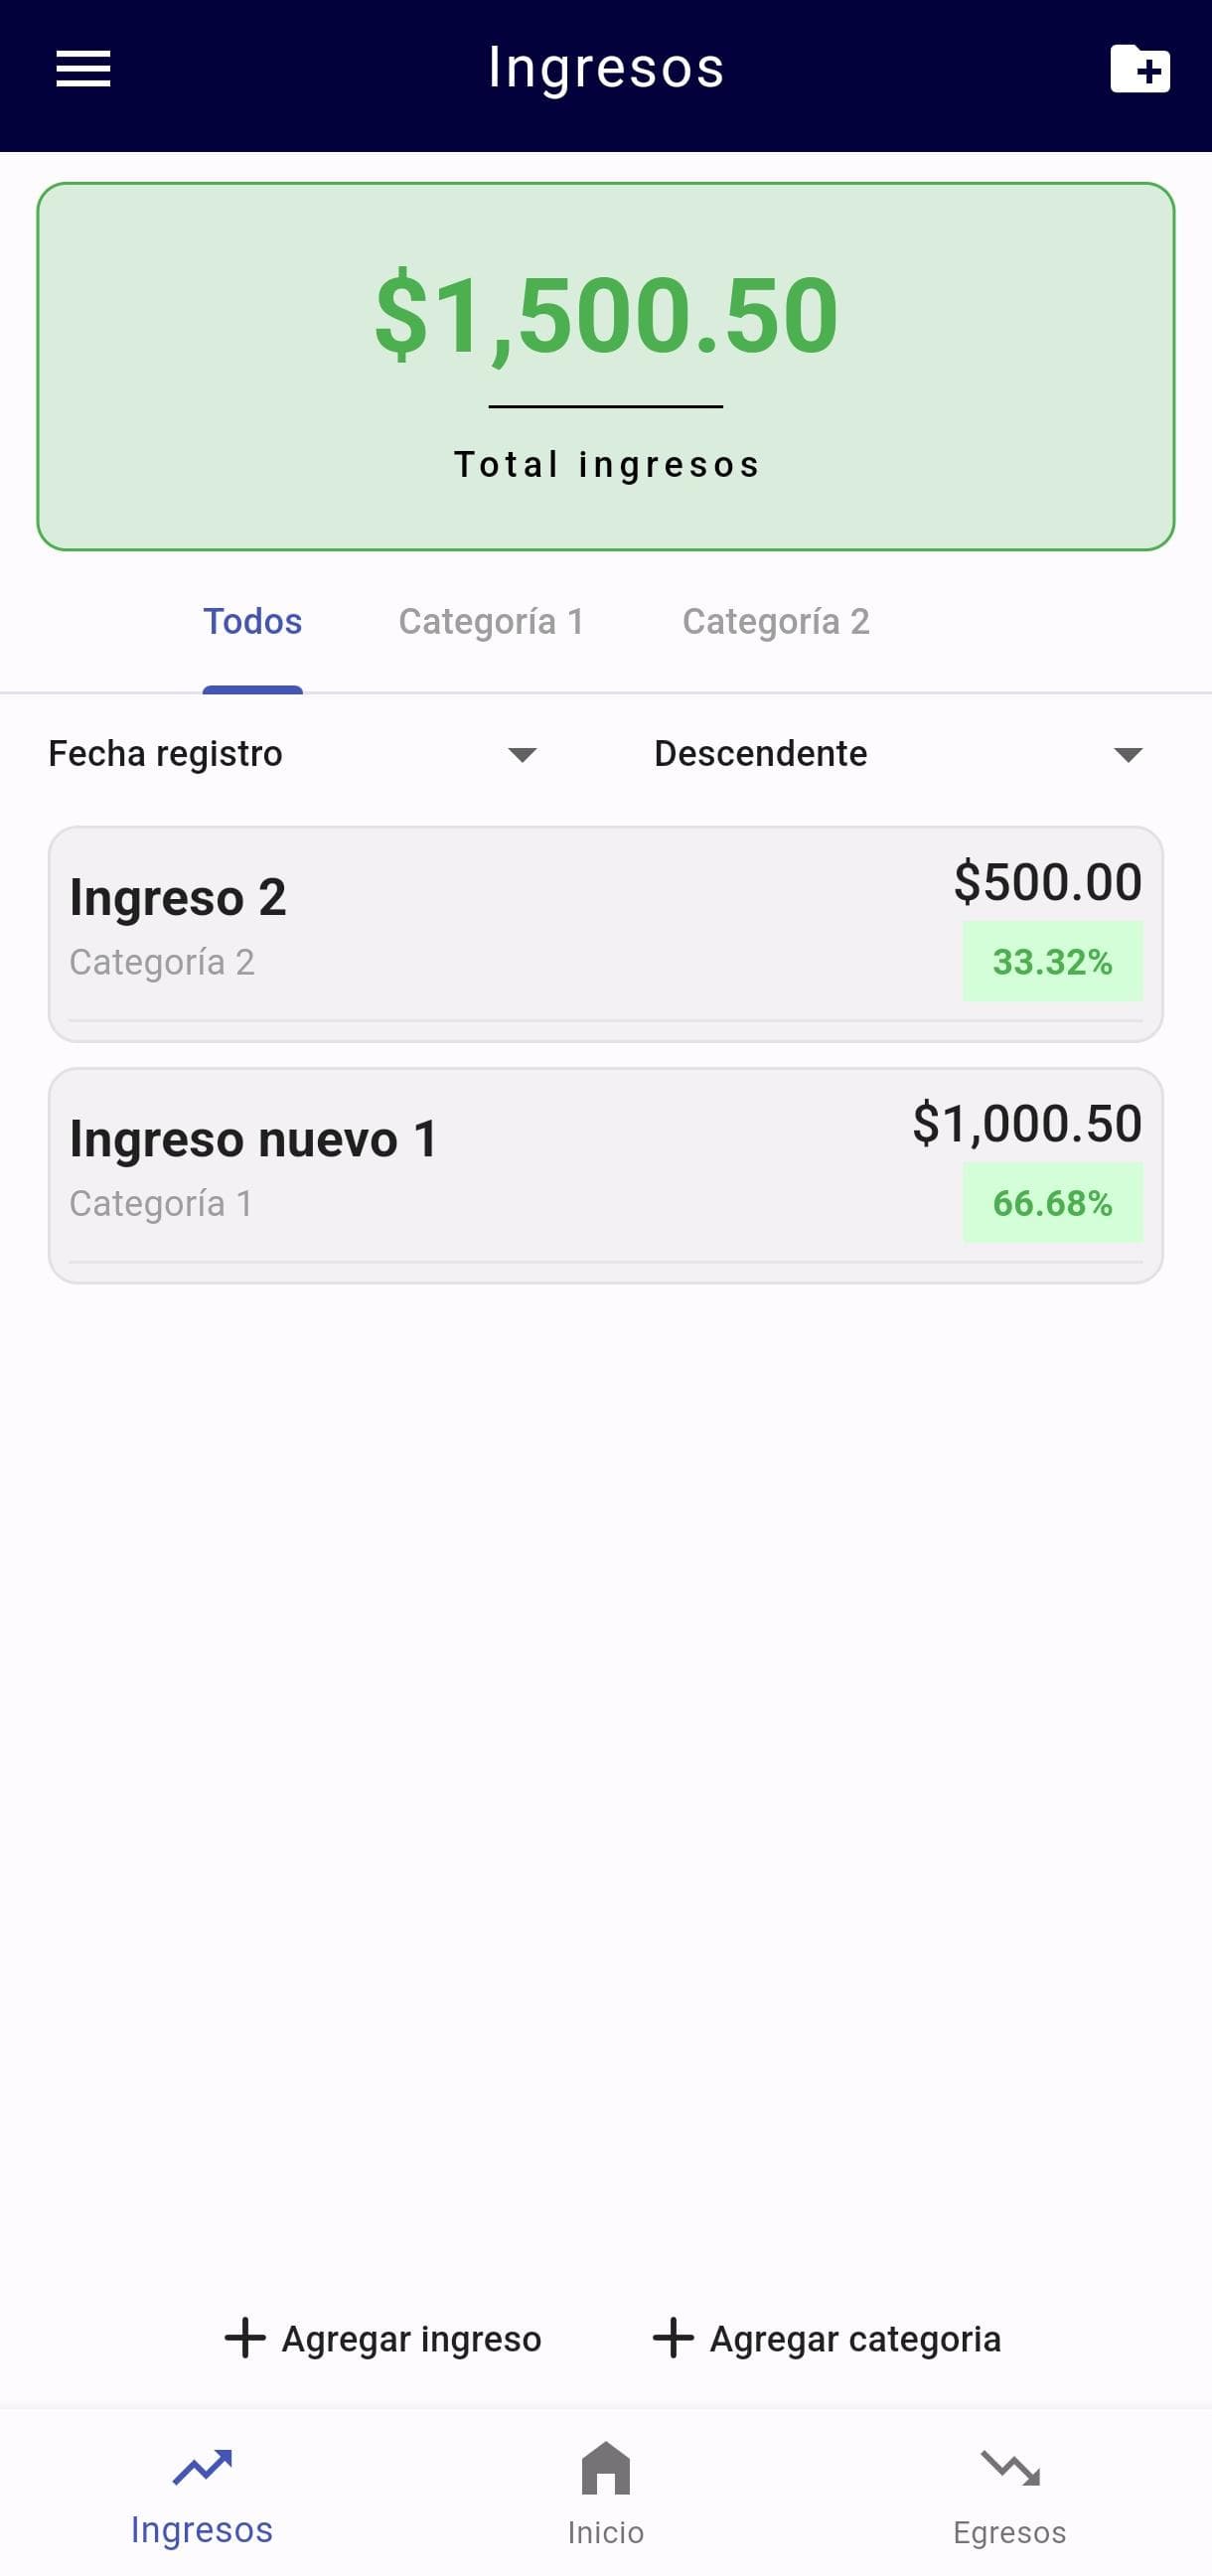 Ingresos
$1,500.50
Total ingresos
Todos Categoría 1 Categoría 2
Fecha registro Descendente
Ingreso 2 $500.00
Categoría 2 33.32%
Ingreso nuevo 1 $1,000.50
Categoría 1 66.68%
Agregar ingreso Agregar categoria
Ingresos Inicio Egresos